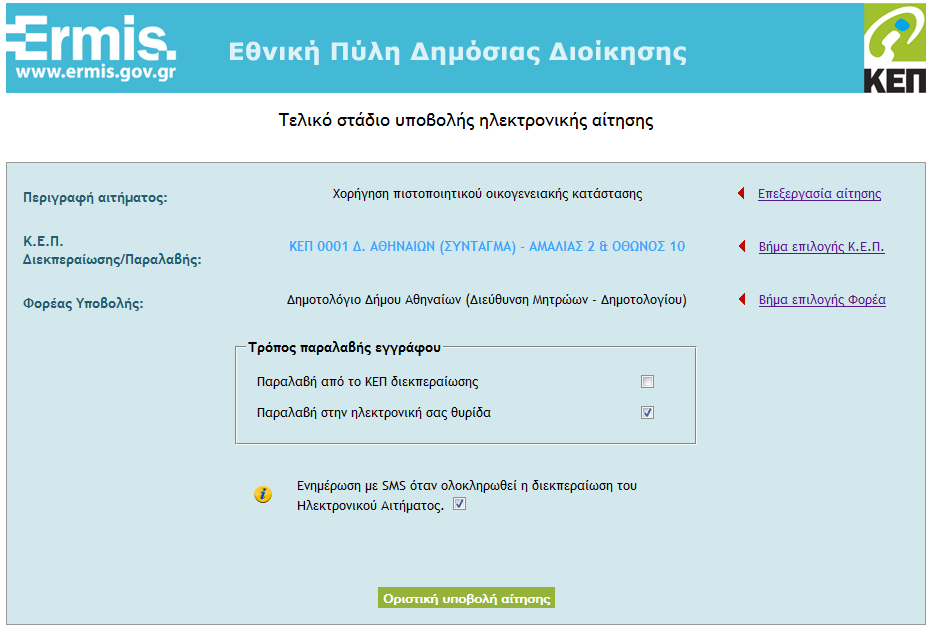 Ermis.
www.ermis.gov.gr
Εθνική Πύλη Δημόσιας Διοίκησης
ΚΕΠ
Τελικό στάδιο υποβολής ηλεκτρονικής αίτησης
Περιγραφή αιτήματος: Χορήγηση πιστοποιητικού οικογενειακής κατάστασης Επεξεργασία αίτησης
Κ.Ε.Π.
Διεκπεραίωσης/Παραλαβής: ΚΕΠ 0001 Δ. ΑΘΗΝΑΙΩΝ (ΣΥΝΤΑΓΜΑ) - ΑΜΑΛΙΑΣ 2 & ΟΘΩΝΟΣ 10 Βήμα επιλογής Κ.Ε.Π.
Φορέας Υποβολής: Δημοτολόγιο Δήμου Αθηναίων (Διεύθυνση Μητρώων - Δημοτολογίου) Βήμα επιλογής Φορέα
Τρόπος παραλαβής εγγράφου
Παραλαβή από το ΚΕΠ διεκπεραίωσης
Παραλαβή στην ηλεκτρονική σας θυρίδα
Ενημέρωση με SMS όταν ολοκληρωθεί η διεκπεραίωση του
Ηλεκτρονικού Αιτήματος.
Οριστική υποβολή αίτησης